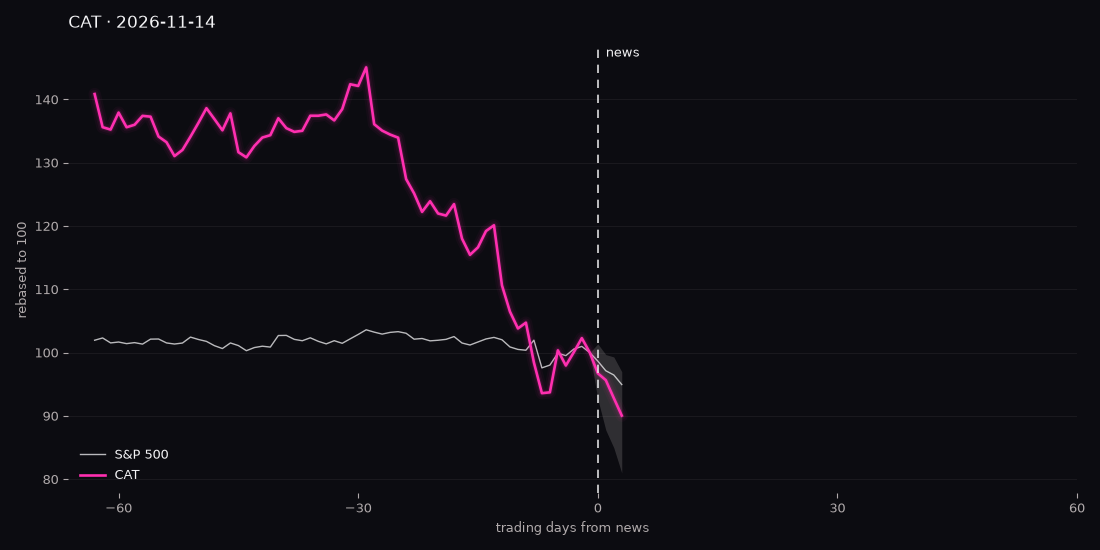 CAT · 2026-11-14
news
140
130
120
110
100
90
80
rebased to 100
S&P 500
CAT
−60
−30
0
30
60
trading days from news